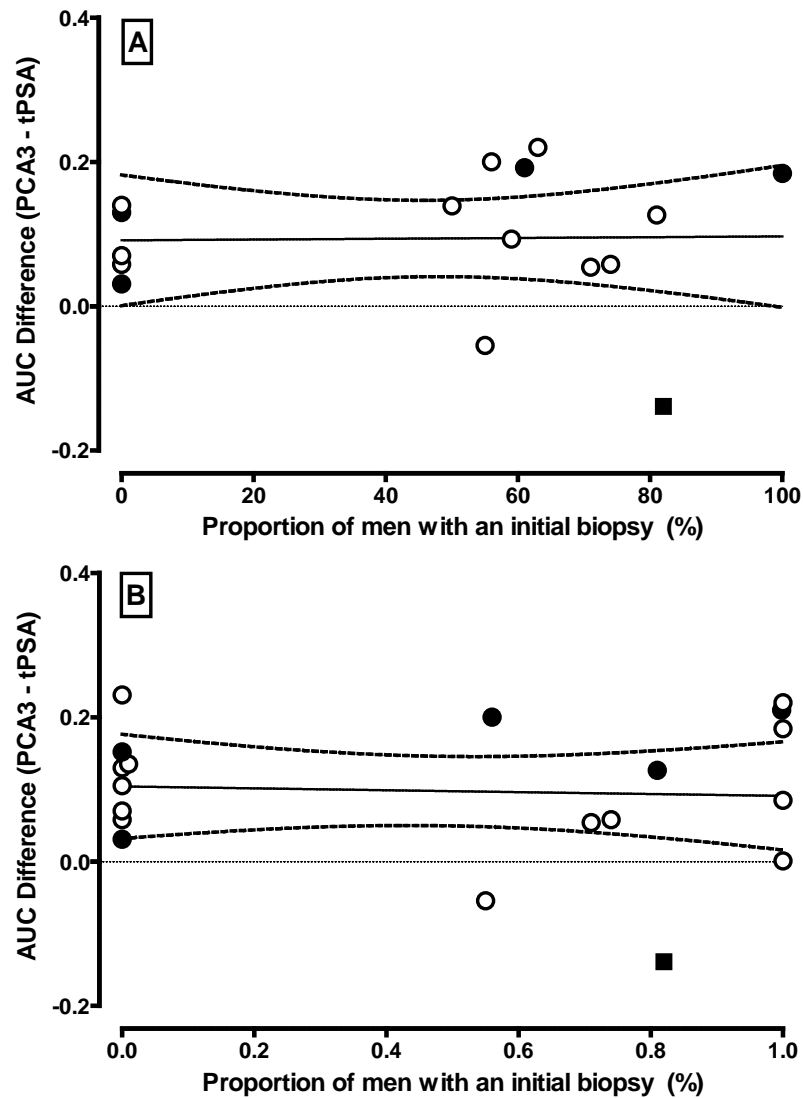 A
0.4
0.2
0.0
-0.2
AUC Difference (PCA3 - tPSA)
0 20 40 60 80 100
Proportion of men with an initial biopsy (%)
B
0.4
0.2
0.0
-0.2
AUC Difference (PCA3 - tPSA)
0.0 0.2 0.4 0.6 0.8 1.0
Proportion of men with an initial biopsy (%)